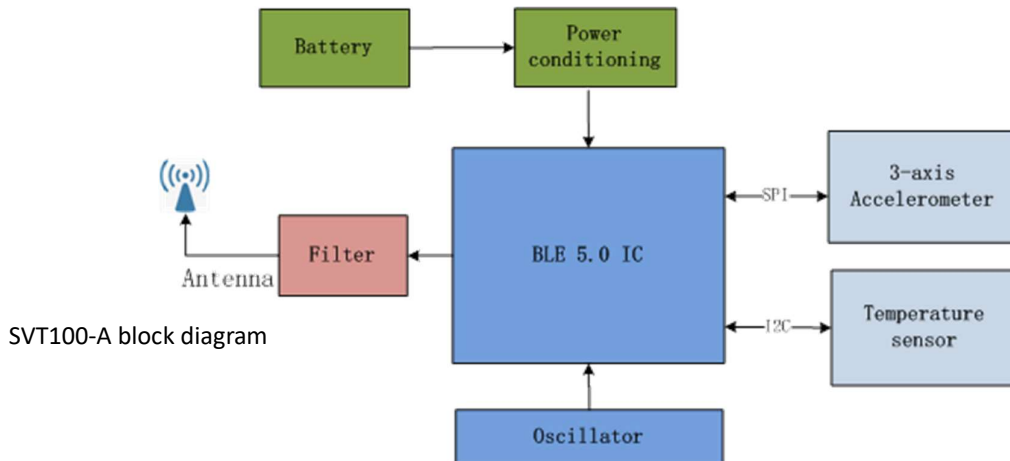 Battery
Power
conditioning
3-axis
Accelerometer
SPI
BLE 5.0 IC
Filter
Antenna
I2C
Temperature
sensor
SVT100-A block diagram
Oscillator